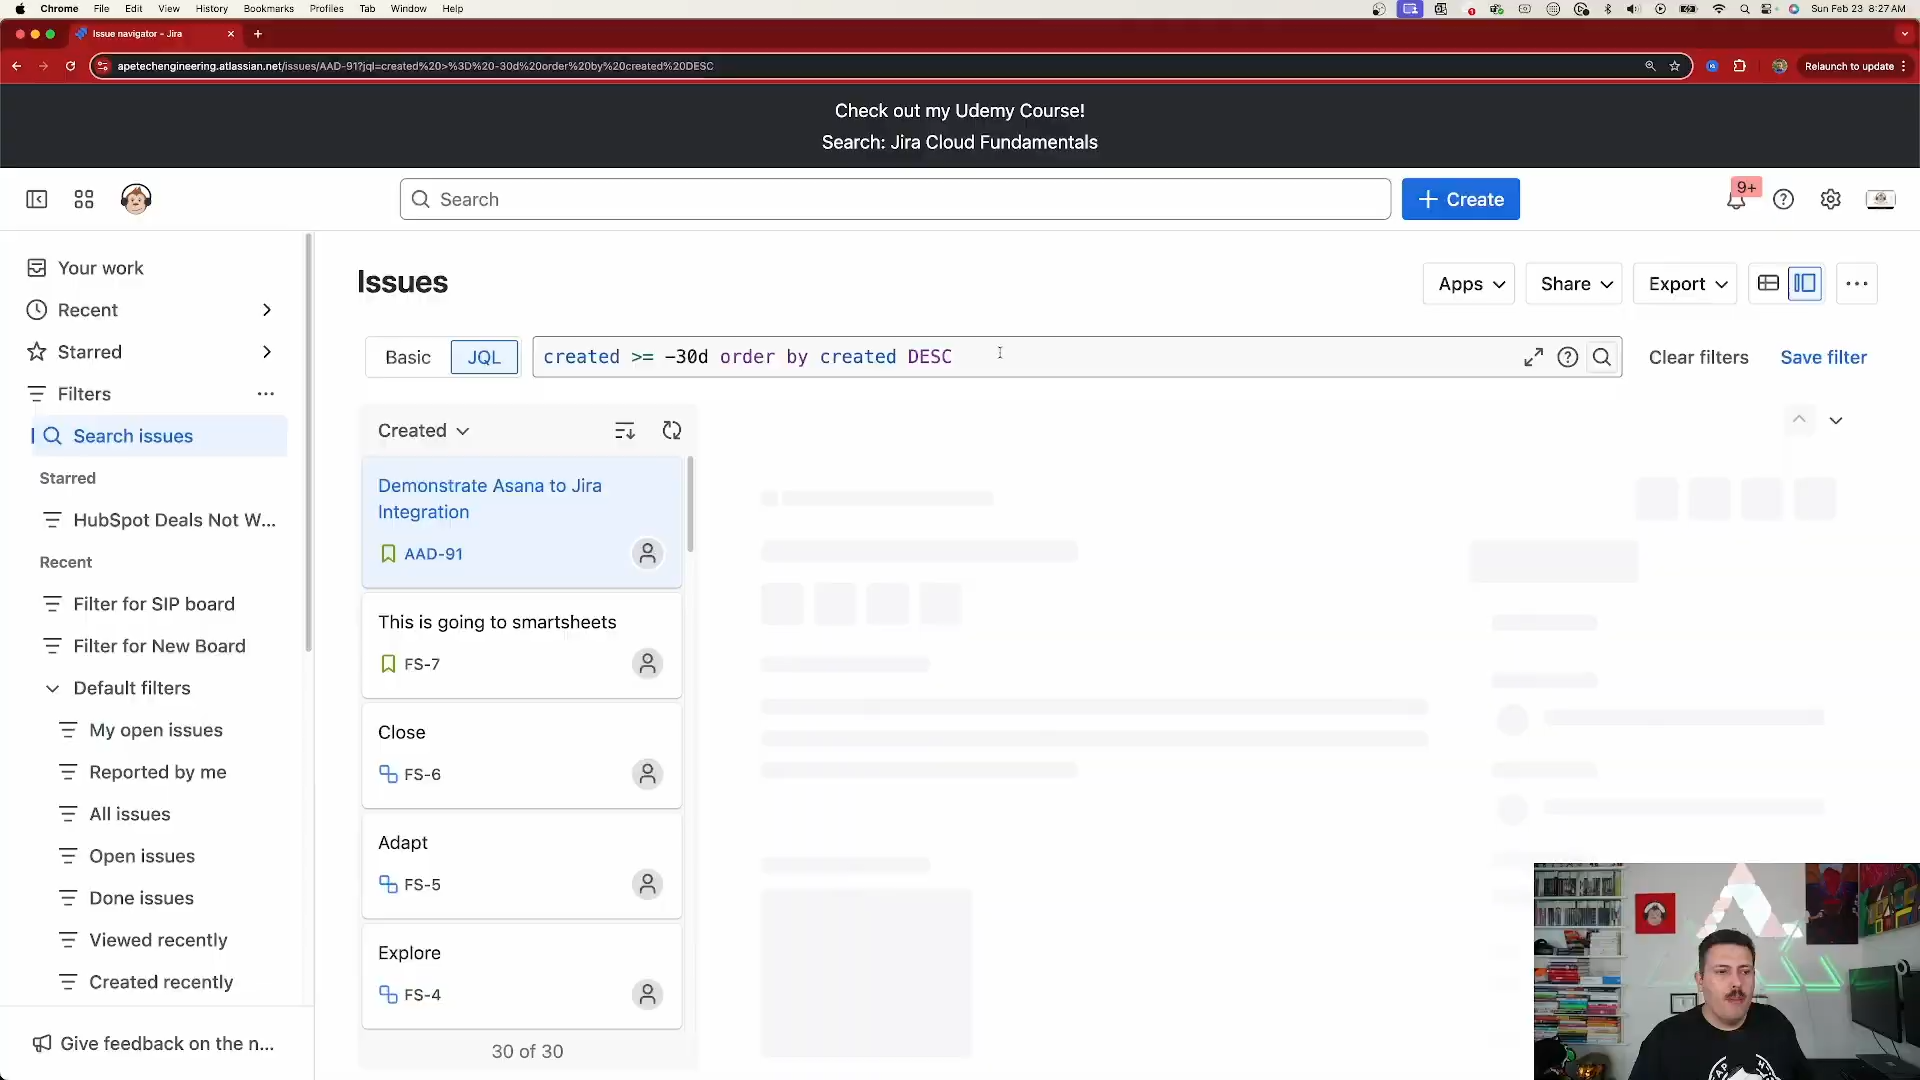 Chrome File Edit View History Bookmarks Profiles Tab Window Help
Sun Feb 23 8:27 AM
Issue navigator - Jira
apetechengineering.atlassian.net/issues/AAD-91?jql=created%20>%3D%20-30d%20order%20by%20created%20DESC
Relaunch to update
Check out my Udemy Course!
Search: Jira Cloud Fundamentals
Search
Create
9+
Your work
Recent
Starred
Filters
Search issues
Starred
HubSpot Deals Not W...
Recent
Filter for SIP board
Filter for New Board
Default filters
My open issues
Reported by me
All issues
Open issues
Done issues
Viewed recently
Created recently
Give feedback on the n...
Issues
Apps
Share
Export
Basic
JQL
created >= -30d order by created DESC
Clear filters
Save filter
Created
Demonstrate Asana to Jira
Integration
AAD-91
This is going to smartsheets
FS-7
Close
FS-6
Adapt
FS-5
Explore
FS-4
30 of 30